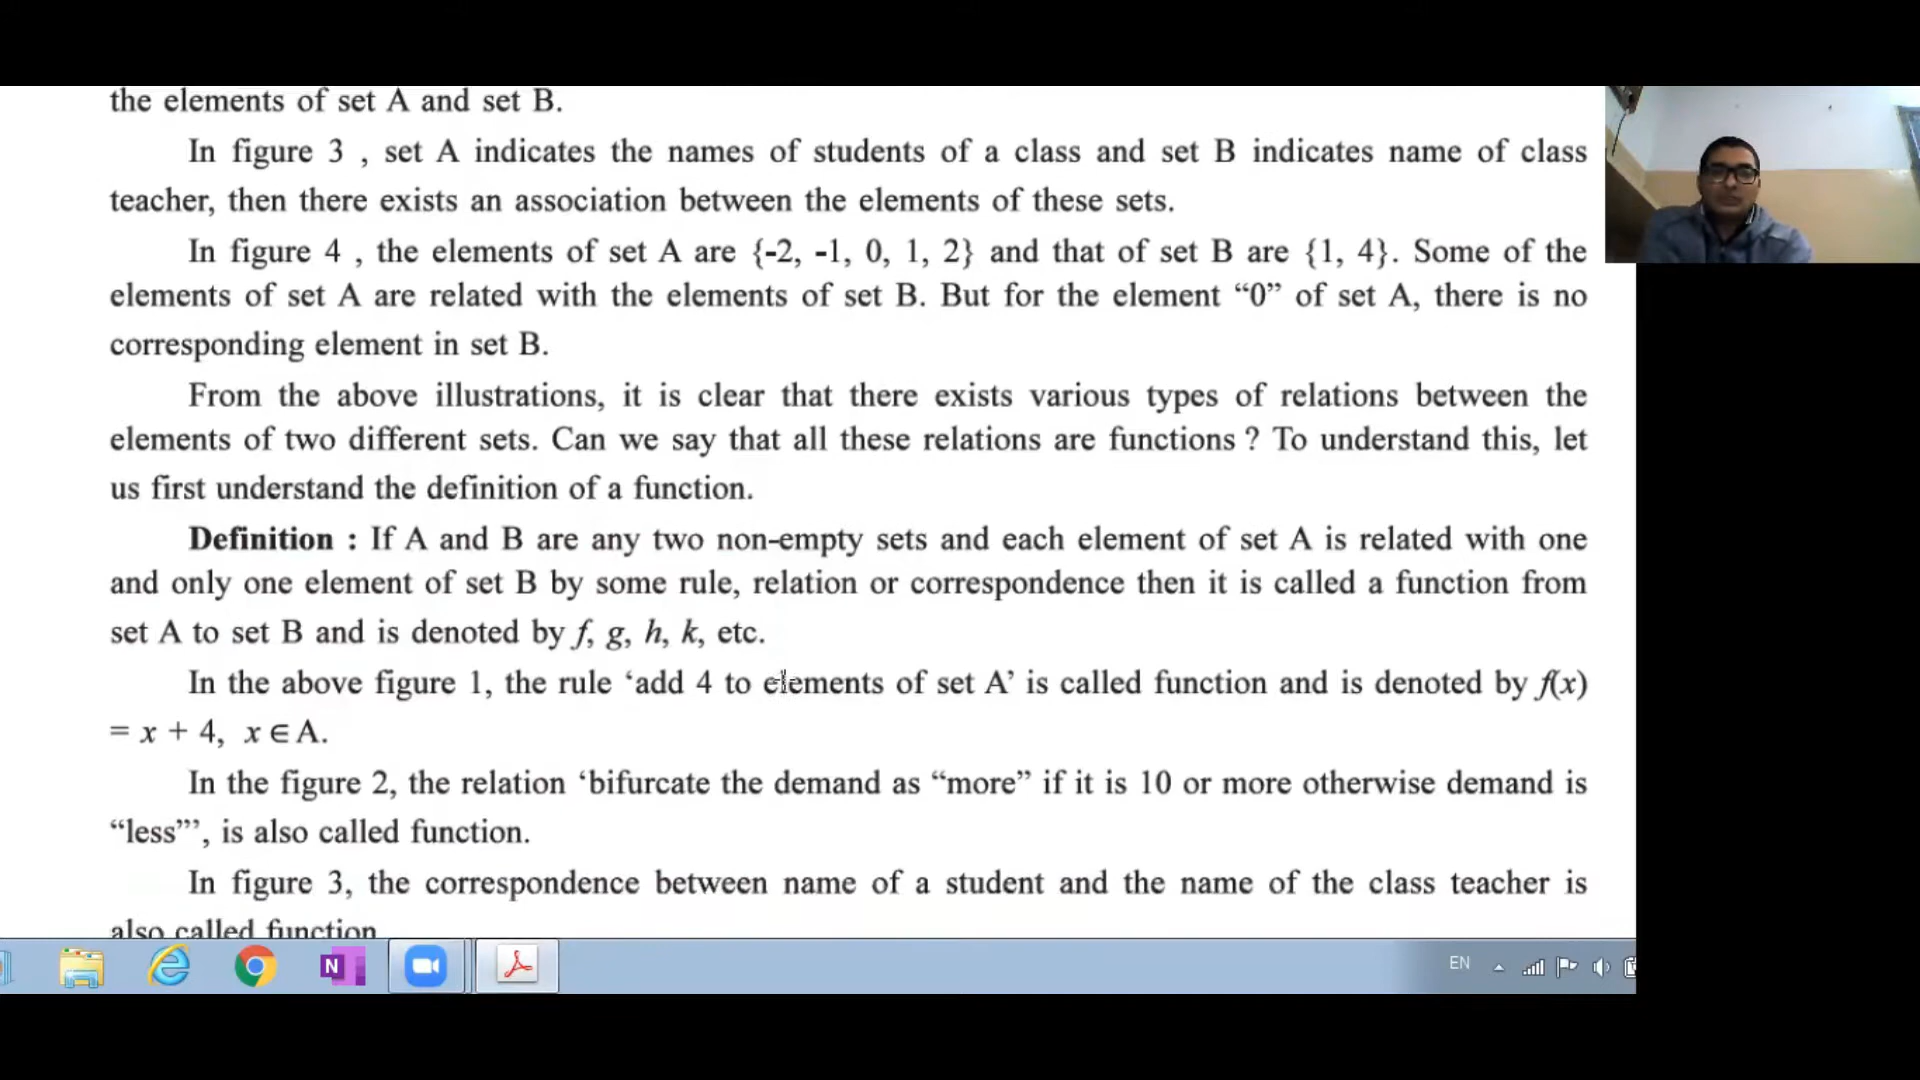 the elements of set A and set B.
In figure 3 , set A indicates the names of students of a class and set B indicates name of class
teacher, then there exists an association between the elements of these sets.
In figure 4 , the elements of set A are {-2, -1, 0, 1, 2} and that of set B are {1, 4}. Some of the
elements of set A are related with the elements of set B. But for the element “0” of set A, there is no
corresponding element in set B.
From the above illustrations, it is clear that there exists various types of relations between the
elements of two different sets. Can we say that all these relations are functions ? To understand this, let
us first understand the definition of a function.
Definition : If A and B are any two non-empty sets and each element of set A is related with one
and only one element of set B by some rule, relation or correspondence then it is called a function from
set A to set B and is denoted by f, g, h, k, etc.
In the above figure 1, the rule ‘add 4 to elements of set A’ is called function and is denoted by f(x)
= x + 4, x ∈ A.
In the figure 2, the relation ‘bifurcate the demand as “more” if it is 10 or more otherwise demand is
“less”’, is also called function.
In figure 3, the correspondence between name of a student and the name of the class teacher is
also called function
N
EN